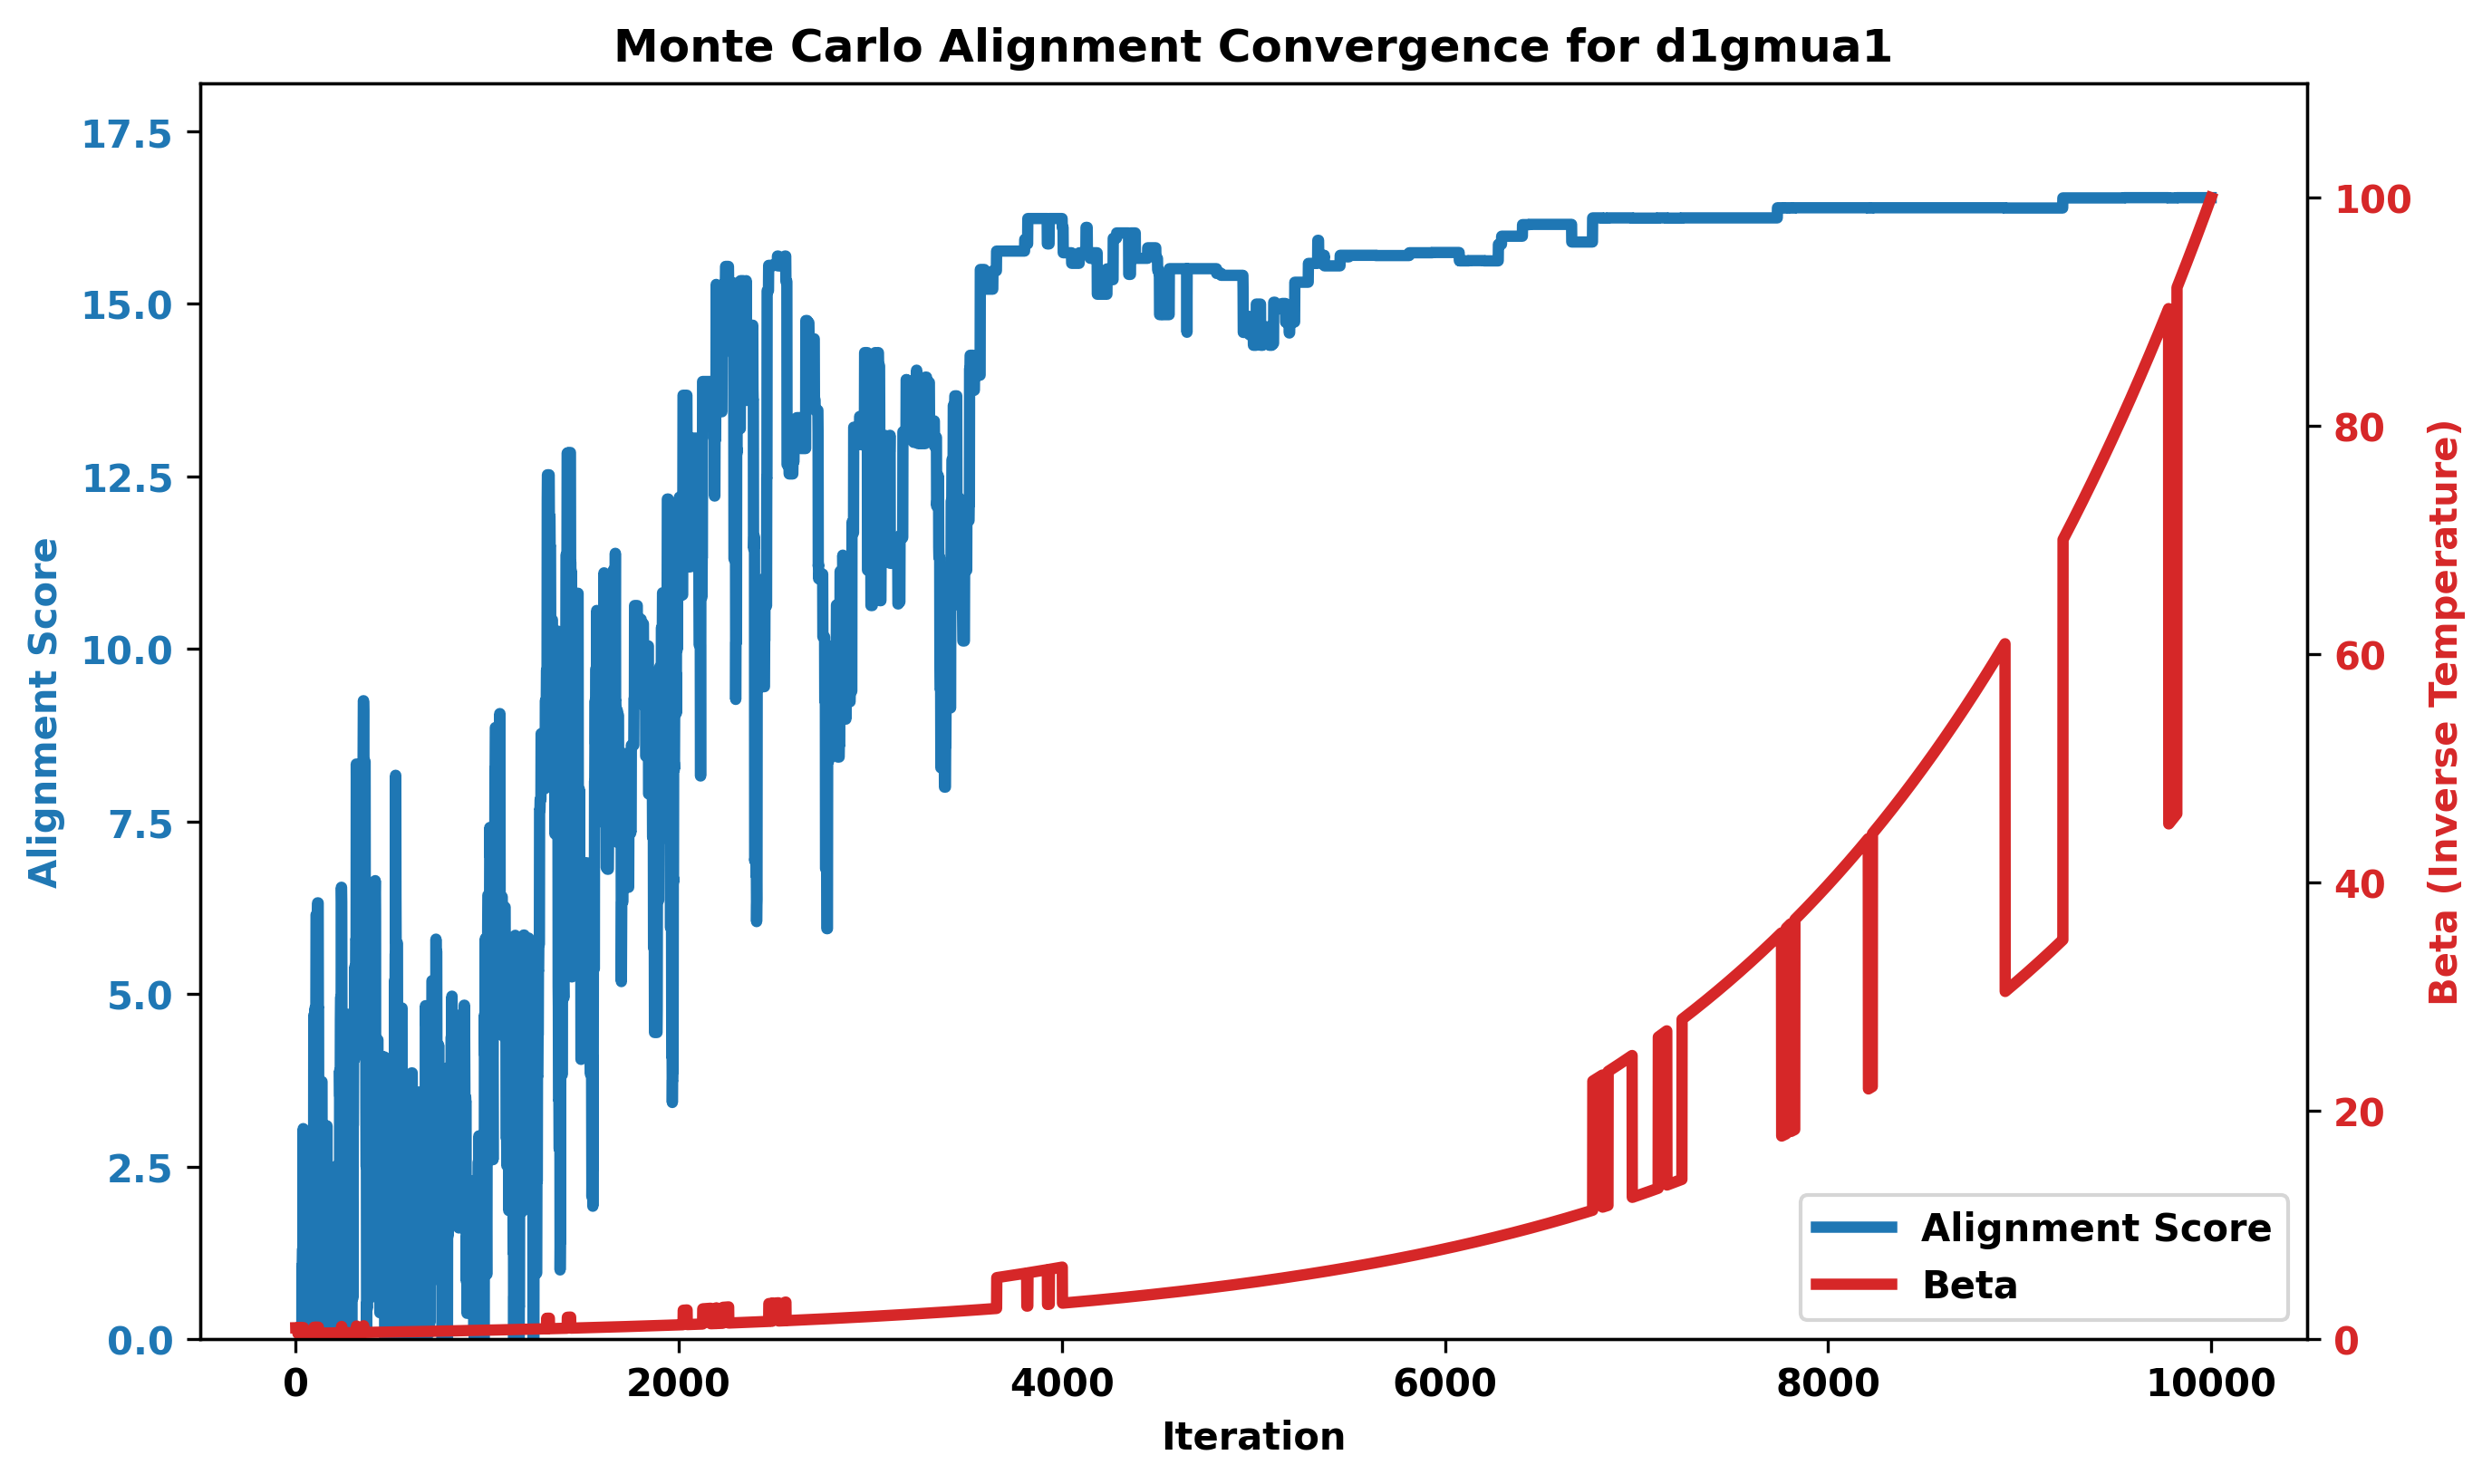 Monte Carlo Alignment Convergence for d1gmua1
17.5
15.0
12.5
10.0
7.5
5.0
2.5
0.0
Alignment Score
100
80
60
40
20
0
Beta (Inverse Temperature)
Alignment Score
Beta
0 2000 4000 6000 8000 10000
Iteration